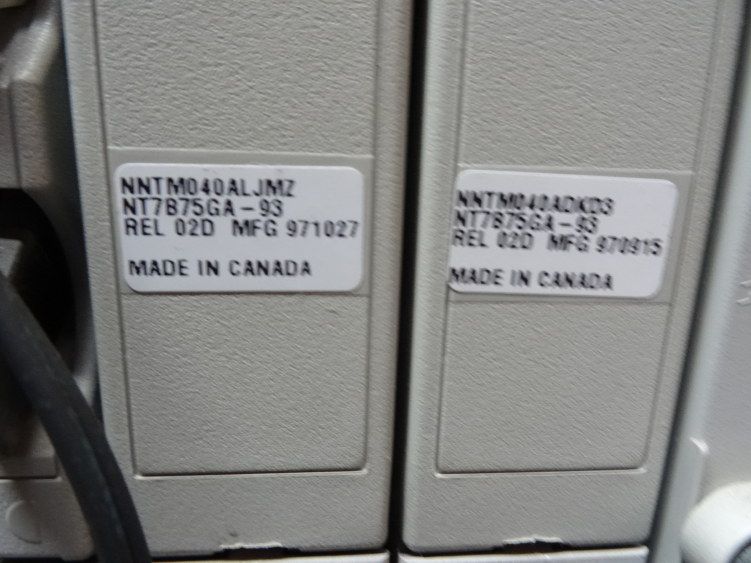 NNTM040ALJMZ
NT7B75GA-93
REL 02D MFG 971027
MADE IN CANADA
NNTM040ADKD3
NT7B75GA-93
REL 02D MFG 970915
MADE IN CANADA